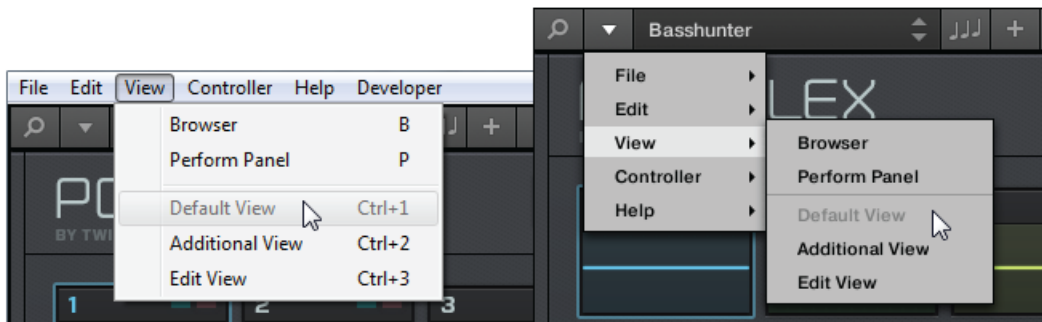 File Edit View Controller Help Developer
Browser B
Perform Panel P
Default View Ctrl+1
Additional View Ctrl+2
Edit View Ctrl+3
BY TWI
1 2 3
Basshunter
File
Edit
View
Controller
Help
LEX
Browser
Perform Panel
Default View
Additional View
Edit View